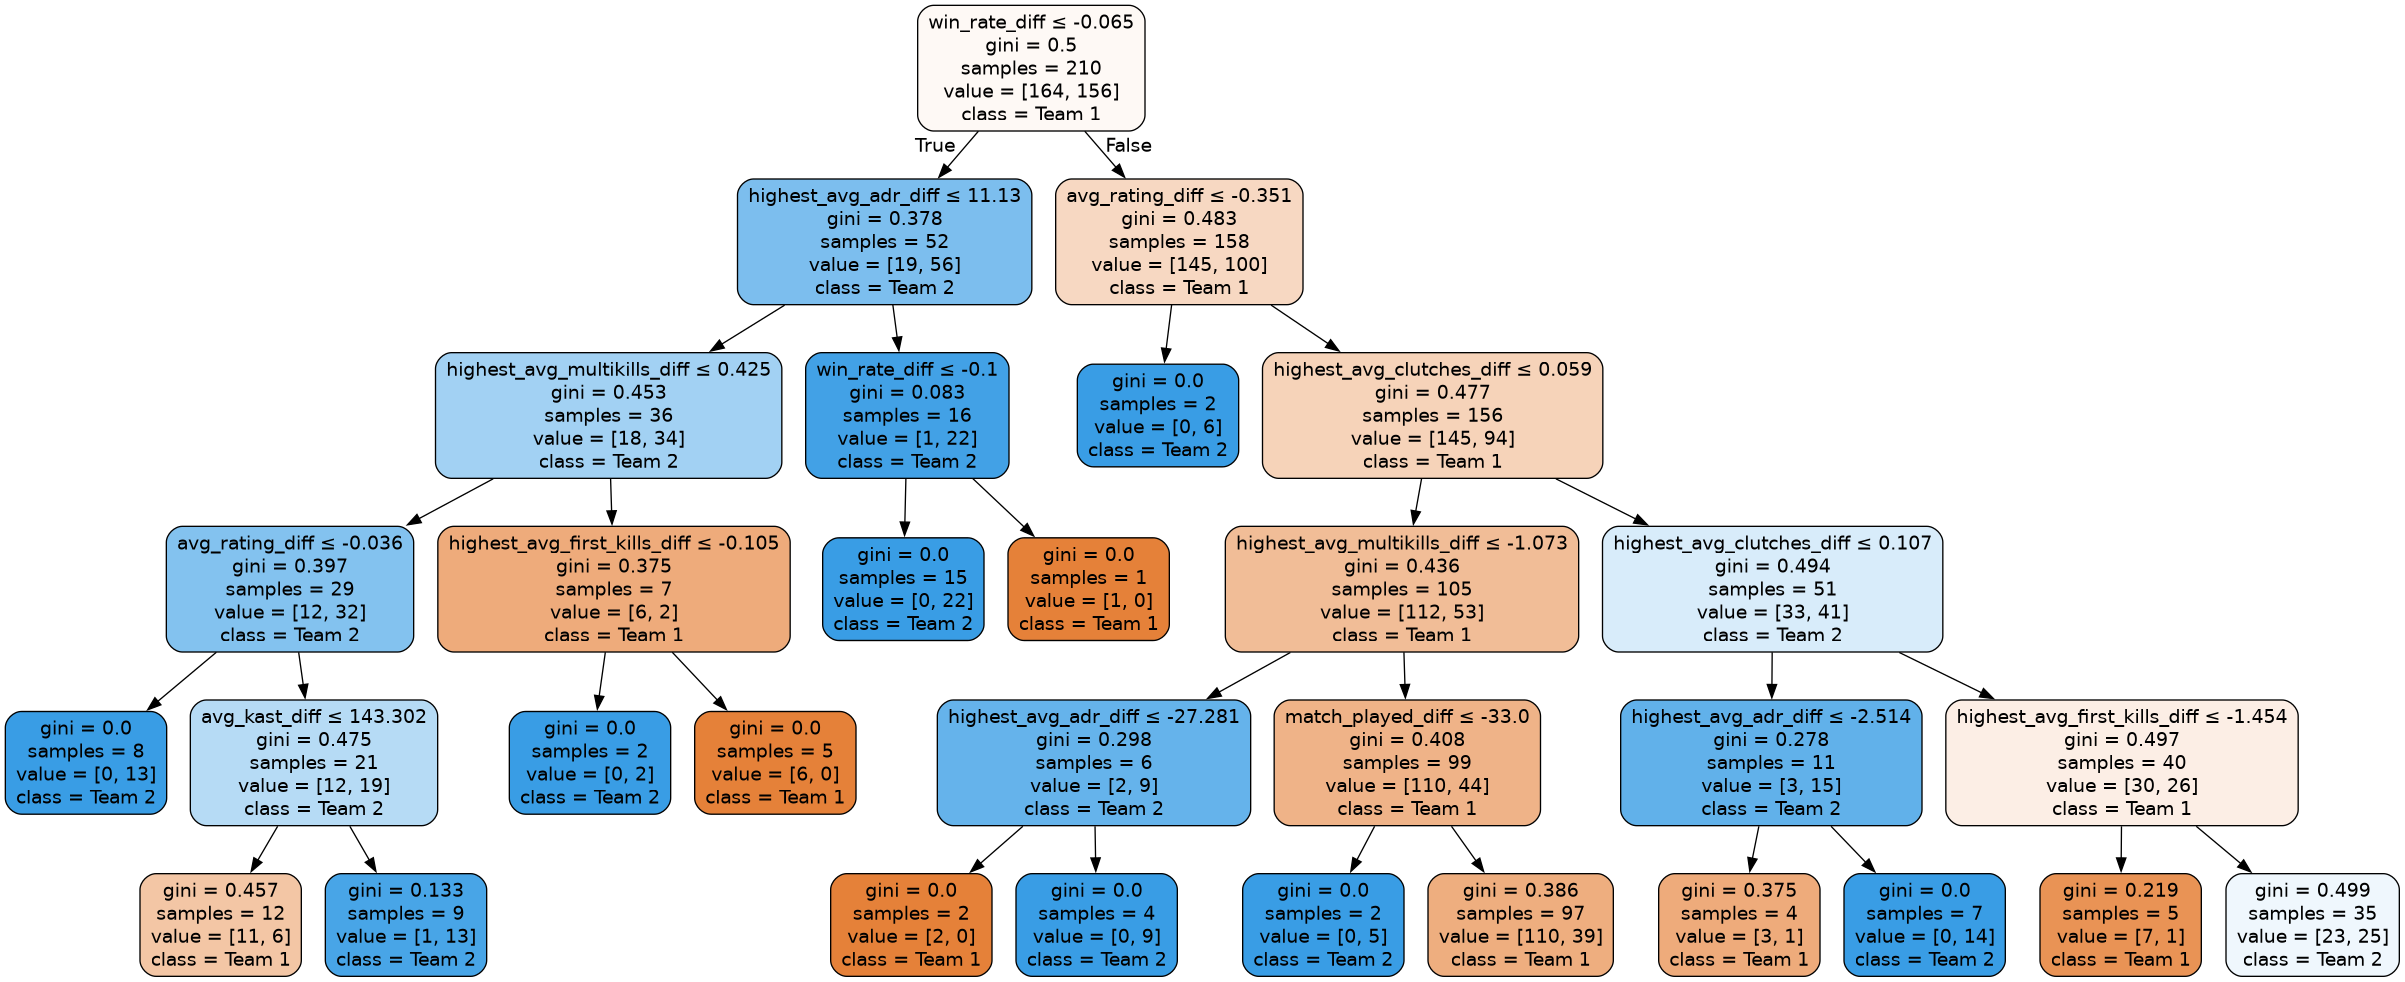 win_rate_diff ≤ -0.065
gini = 0.5
samples = 210
value = [164, 156]
class = Team 1
True
False
highest_avg_adr_diff ≤ 11.13
gini = 0.378
samples = 52
value = [19, 56]
class = Team 2
avg_rating_diff ≤ -0.351
gini = 0.483
samples = 158
value = [145, 100]
class = Team 1
highest_avg_multikills_diff ≤ 0.425
gini = 0.453
samples = 36
value = [18, 34]
class = Team 2
win_rate_diff ≤ -0.1
gini = 0.083
samples = 16
value = [1, 22]
class = Team 2
gini = 0.0
samples = 2
value = [0, 6]
class = Team 2
highest_avg_clutches_diff ≤ 0.059
gini = 0.477
samples = 156
value = [145, 94]
class = Team 1
avg_rating_diff ≤ -0.036
gini = 0.397
samples = 29
value = [12, 32]
class = Team 2
highest_avg_first_kills_diff ≤ -0.105
gini = 0.375
samples = 7
value = [6, 2]
class = Team 1
gini = 0.0
samples = 15
value = [0, 22]
class = Team 2
gini = 0.0
samples = 1
value = [1, 0]
class = Team 1
highest_avg_multikills_diff ≤ -1.073
gini = 0.436
samples = 105
value = [112, 53]
class = Team 1
highest_avg_clutches_diff ≤ 0.107
gini = 0.494
samples = 51
value = [33, 41]
class = Team 2
gini = 0.0
samples = 8
value = [0, 13]
class = Team 2
avg_kast_diff ≤ 143.302
gini = 0.475
samples = 21
value = [12, 19]
class = Team 2
gini = 0.0
samples = 2
value = [0, 2]
class = Team 2
gini = 0.0
samples = 5
value = [6, 0]
class = Team 1
highest_avg_adr_diff ≤ -27.281
gini = 0.298
samples = 6
value = [2, 9]
class = Team 2
match_played_diff ≤ -33.0
gini = 0.408
samples = 99
value = [110, 44]
class = Team 1
highest_avg_adr_diff ≤ -2.514
gini = 0.278
samples = 11
value = [3, 15]
class = Team 2
highest_avg_first_kills_diff ≤ -1.454
gini = 0.497
samples = 40
value = [30, 26]
class = Team 1
gini = 0.457
samples = 12
value = [11, 6]
class = Team 1
gini = 0.133
samples = 9
value = [1, 13]
class = Team 2
gini = 0.0
samples = 2
value = [2, 0]
class = Team 1
gini = 0.0
samples = 4
value = [0, 9]
class = Team 2
gini = 0.0
samples = 2
value = [0, 5]
class = Team 2
gini = 0.386
samples = 97
value = [110, 39]
class = Team 1
gini = 0.375
samples = 4
value = [3, 1]
class = Team 1
gini = 0.0
samples = 7
value = [0, 14]
class = Team 2
gini = 0.219
samples = 5
value = [7, 1]
class = Team 1
gini = 0.499
samples = 35
value = [23, 25]
class = Team 2